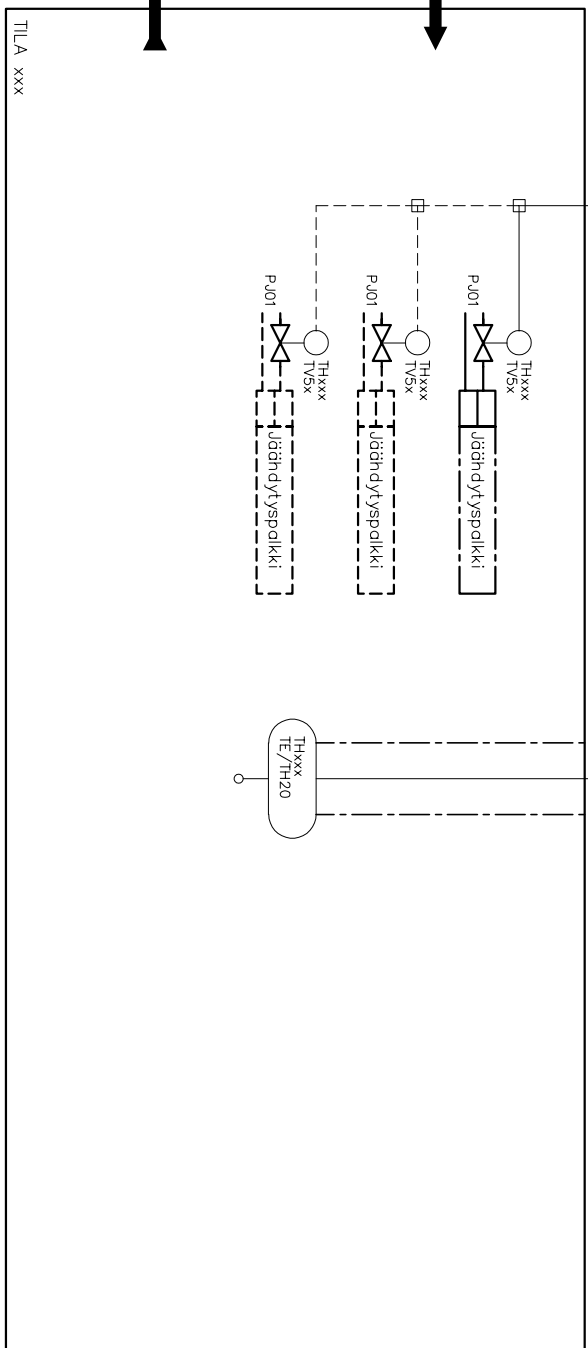 TILA xxx
PJ01
THxxx
TV5x
Jäähdytyspalkki
PJ01
THxxx
TV5x
Jäähdytyspalkki
PJ01
THxxx
TV5x
Jäähdytyspalkki
THxxx
TE/TH20